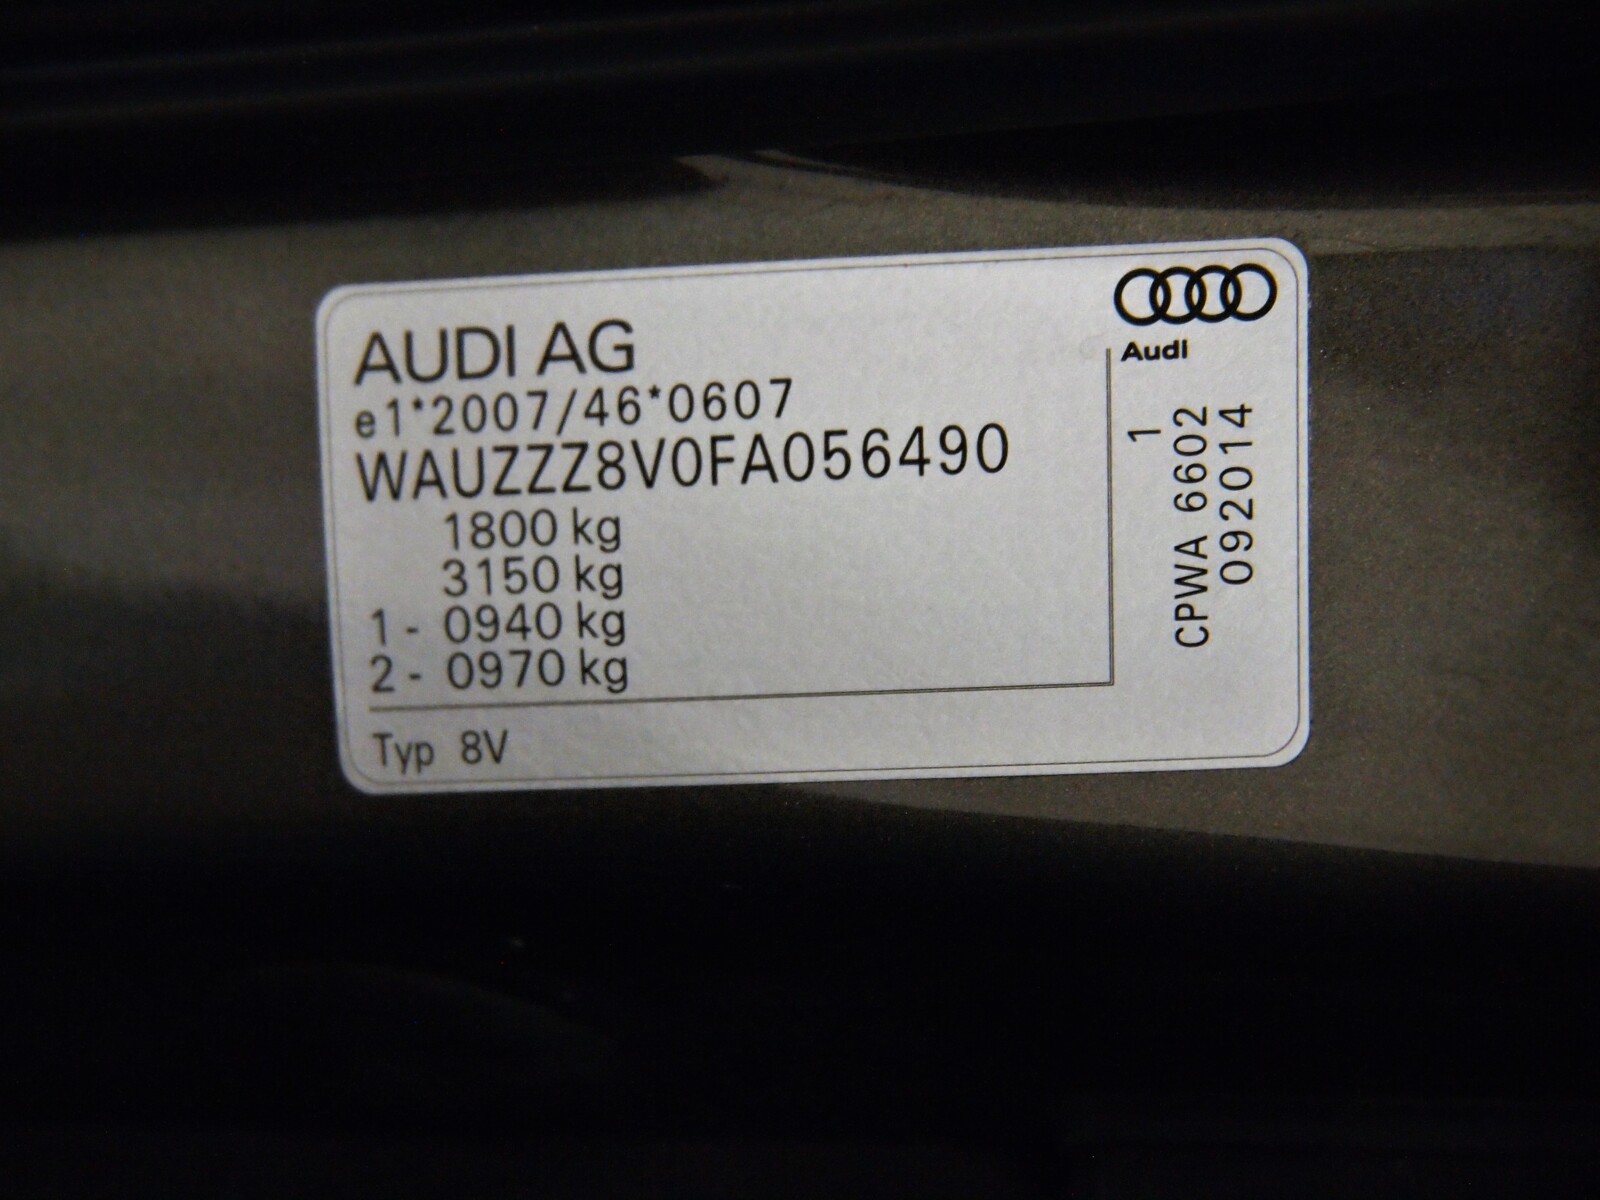 AUDI AG
e1*2007/46*0607
WAUZZZ8V0FA056490
1800 kg
3150 kg
1- 0940 kg
2- 0970 kg
Typ 8V
Audi
1
CPWA 6602
092014